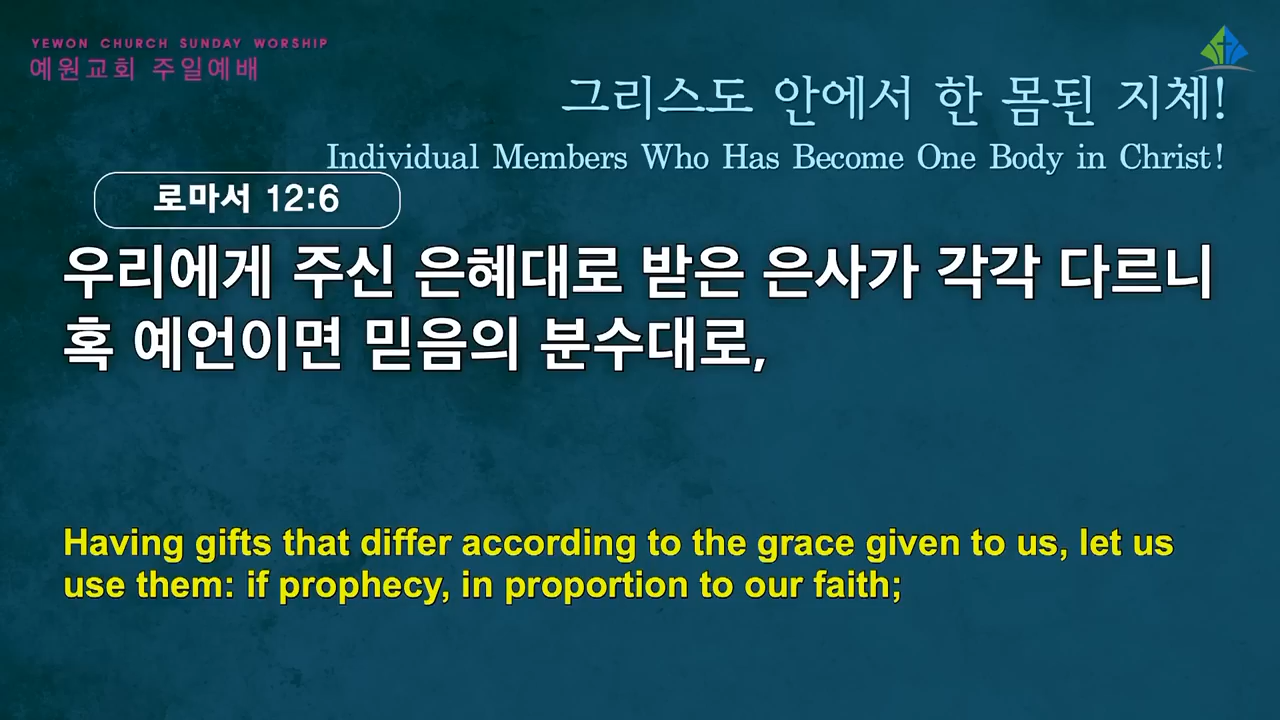 YEWON CHURCH SUNDAY WORSHIP
예원교회 주일예배
그리스도 안에서 한 몸된 지체!
Individual Members Who Has Become One Body in Christ!
로마서 12:6
우리에게 주신 은혜대로 받은 은사가 각각 다르니
혹 예언이면 믿음의 분수대로,
Having gifts that differ according to the grace given to us, let us
use them: if prophecy, in proportion to our faith;